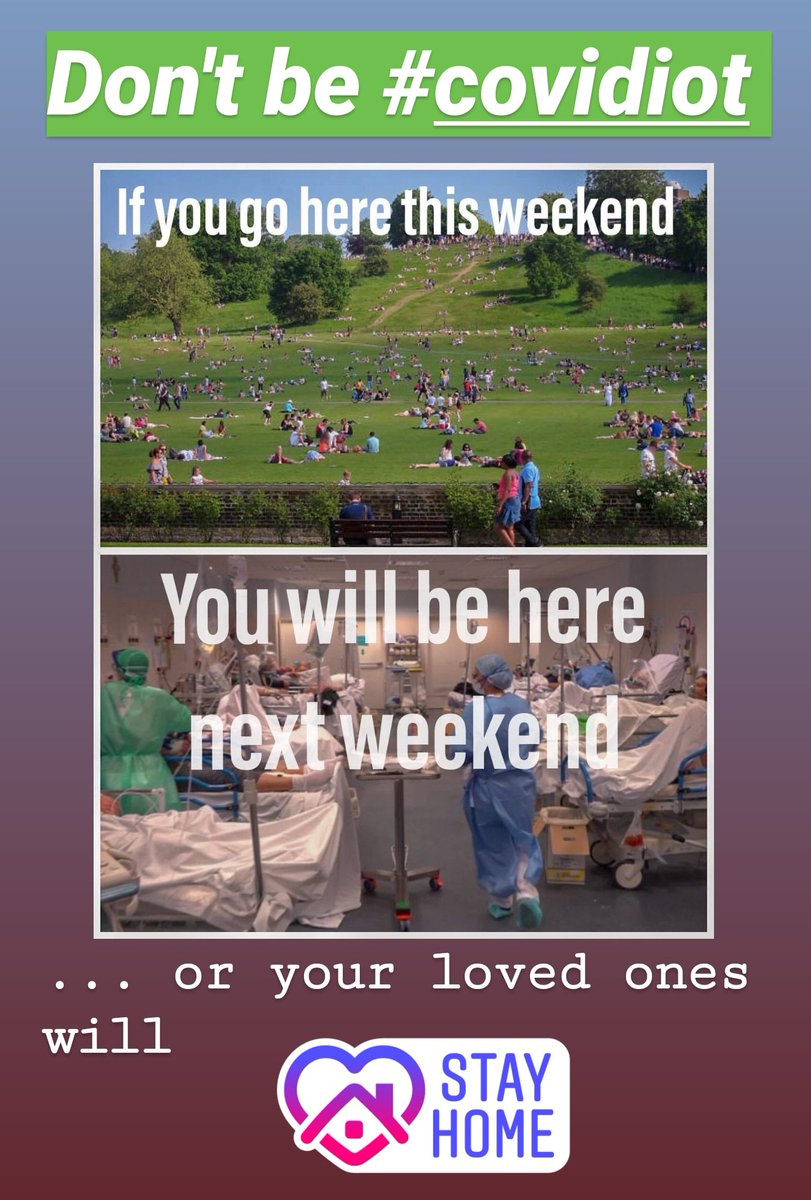 Don't be #covidiot
If you go here this weekend
You will be here
next weekend
... or your loved ones
will
STAY
HOME